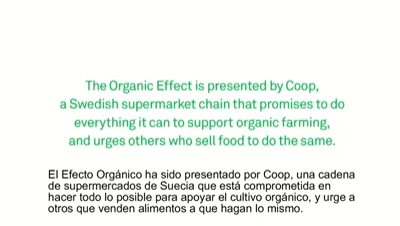 The Organic Effect is presented by Coop,
a Swedish supermarket chain that promises to do
everything it can to support organic farming,
and urges others who sell food to do the same.
El Efecto Orgánico ha sido presentado por Coop, una cadena
de supermercados de Suecia que está comprometida en
hacer todo lo posible para apoyar el cultivo orgánico, y urge a
otros que venden alimentos a que hagan lo mismo.